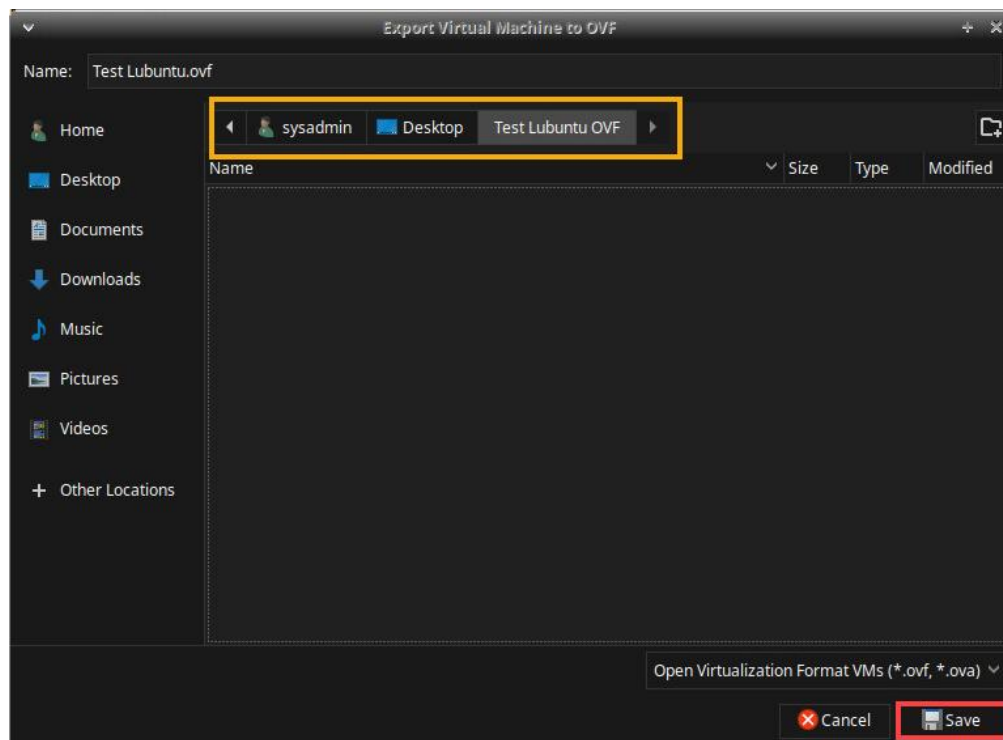 Export Virtual Machine to OVF
Name: Test Lubuntu.ovf
Home
Desktop
Documents
Downloads
Music
Pictures
Videos
Other Locations
sysadmin Desktop Test Lubuntu OVF
Name Size Type Modified
Open Virtualization Format VMs (*.ovf, *.ova)
Cancel Save